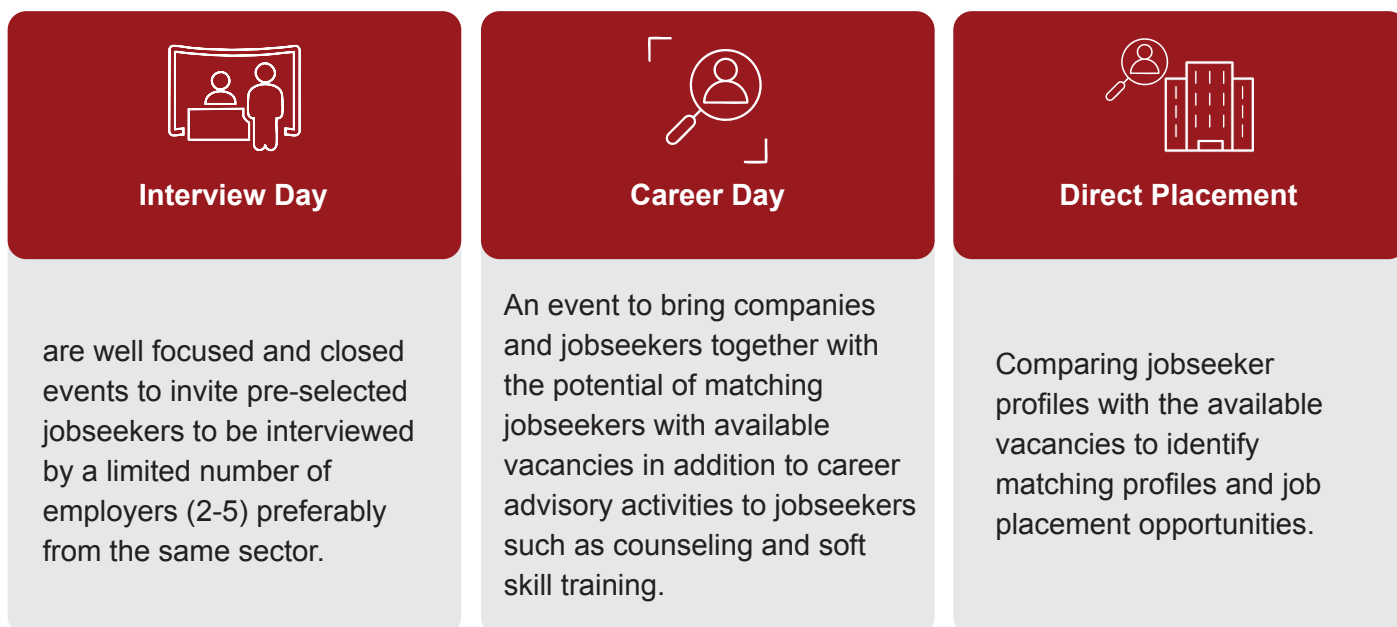 Interview Day
are well focused and closed
events to invite pre-selected
jobseekers to be interviewed
by a limited number of
employers (2-5) preferably
from the same sector.
Career Day
An event to bring companies
and jobseekers together with
the potential of matching
jobseekers with available
vacancies in addition to career
advisory activities to jobseekers
such as counseling and soft
skill training.
Direct Placement
Comparing jobseeker
profiles with the available
vacancies to identify
matching profiles and job
placement opportunities.